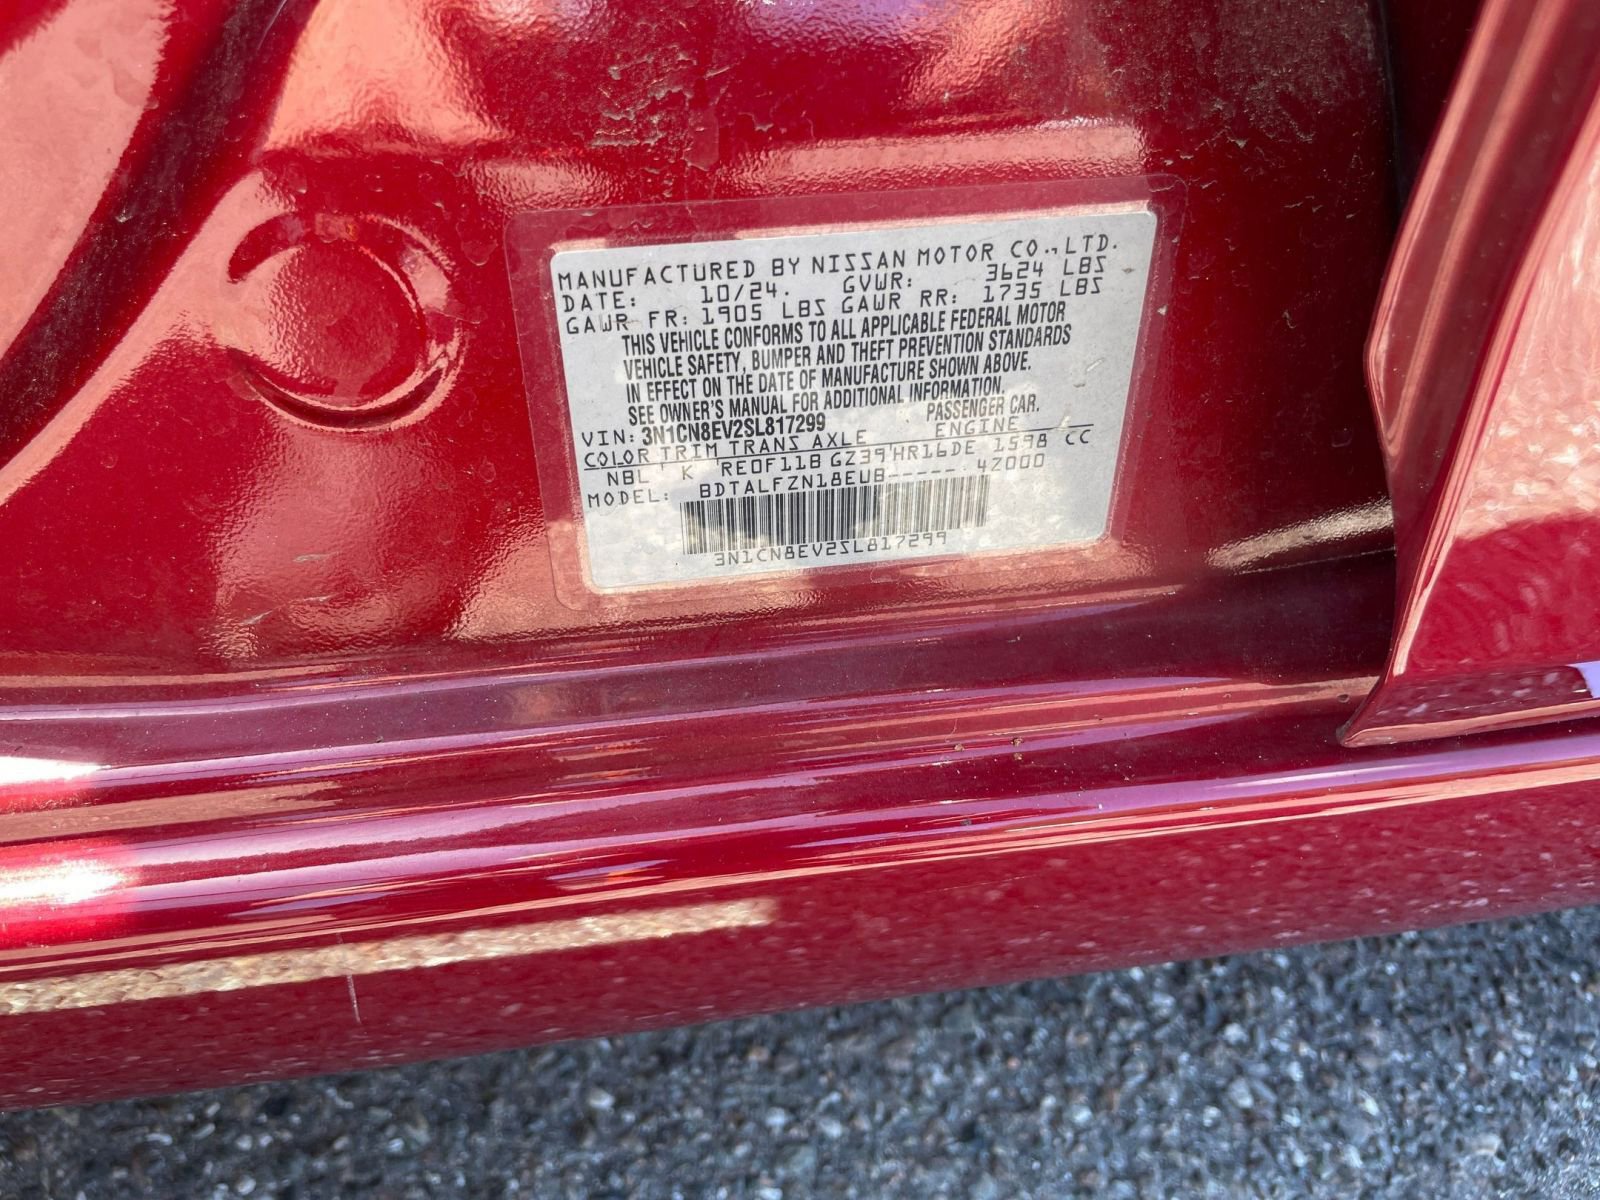 MANUFACTURED BY NISSAN MOTOR CO., LTD.
DATE: 10/24. GVWR: 3624 LBS
GAWR FR: 1905 LBS GAWR RR: 1735 LBS
THIS VEHICLE CONFORMS TO ALL APPLICABLE FEDERAL MOTOR
VEHICLE SAFETY, BUMPER AND THEFT PREVENTION STANDARDS
IN EFFECT ON THE DATE OF MANUFACTURE SHOWN ABOVE.
SEE OWNER'S MANUAL FOR ADDITIONAL INFORMATION.
VIN: 3N1CN8EV2SL817299 PASSENGER CAR.
COLOR TRIM TRANS AXLE ENGINE
NBL ' K 'RE0F11B GZ39'HR16DE 1598 CC
MODEL: BDTALFZN18EUB----- 4Z000
3N1CN8EV2SL817299